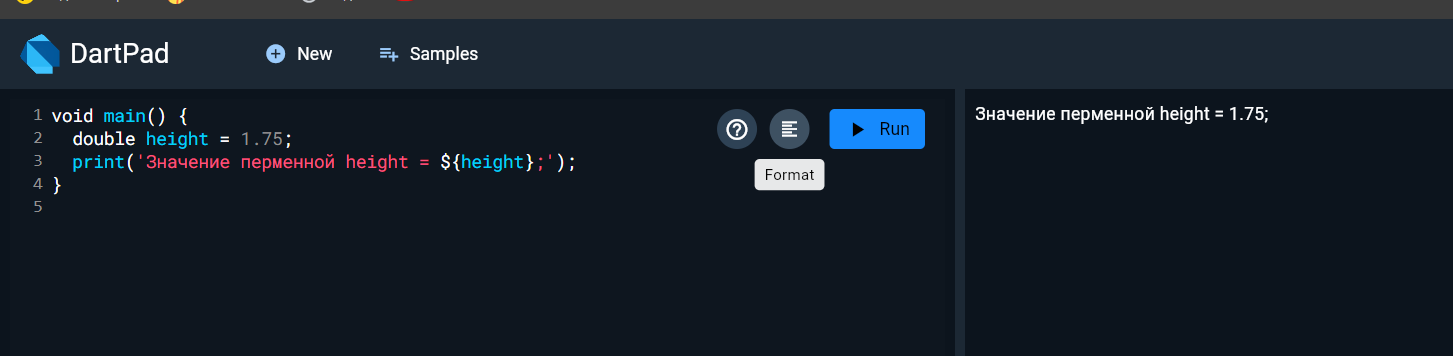 DartPad
New
Samples
1 void main() {
2 double height = 1.75;
3 print('Значение перменной height = ${height};');
4 }
5
Run
Format
Значение перменной height = 1.75;